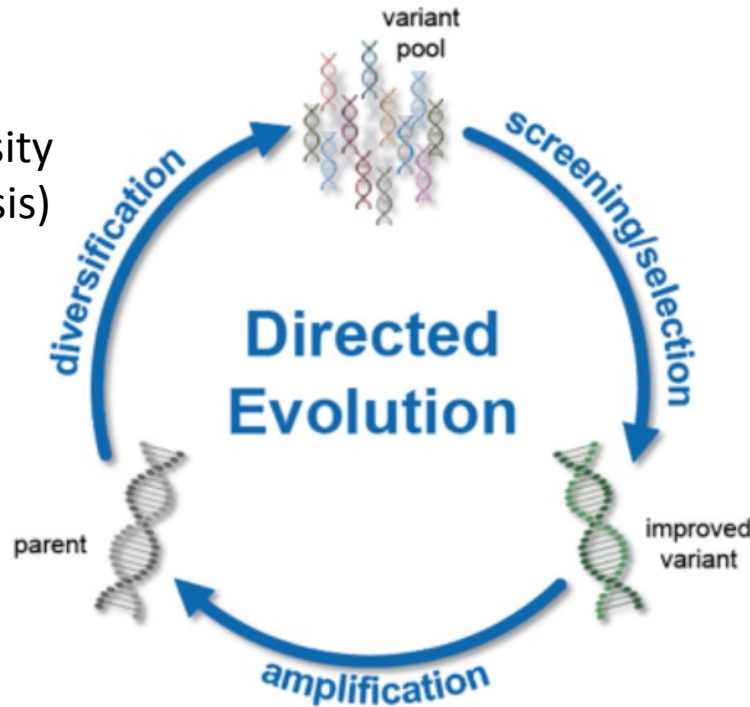 variant
pool
sity
sis)
diversification
screening/selection
Directed
Evolution
parent
improved
variant
amplification